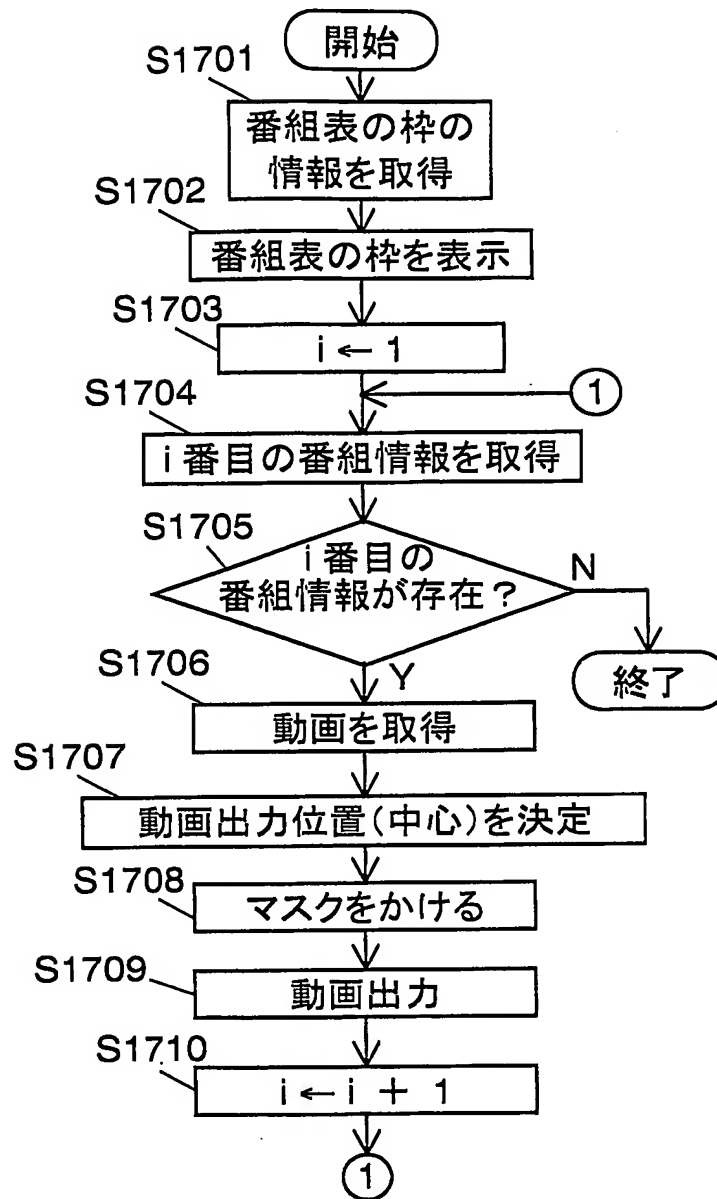 開始
S1701
番組表の枠の
情報を取得
S1702
番組表の枠を表示
S1703
i ← 1
1
S1704
i 番目の番組情報を取得
S1705
i 番目の
番組情報が存在?
N
終了
Y
S1706
動画を取得
S1707
動画出力位置(中心)を決定
S1708
マスクをかける
S1709
動画出力
S1710
i ← i + 1
1